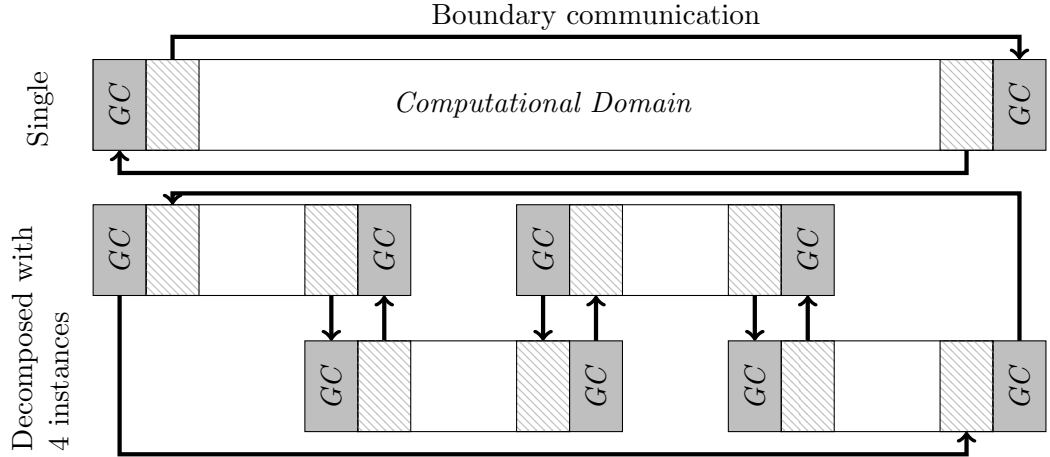 Boundary communication
Single
GC
Computational Domain
GC
Decomposed with
4 instances
GC
GC
GC
GC
GC
GC
GC
GC